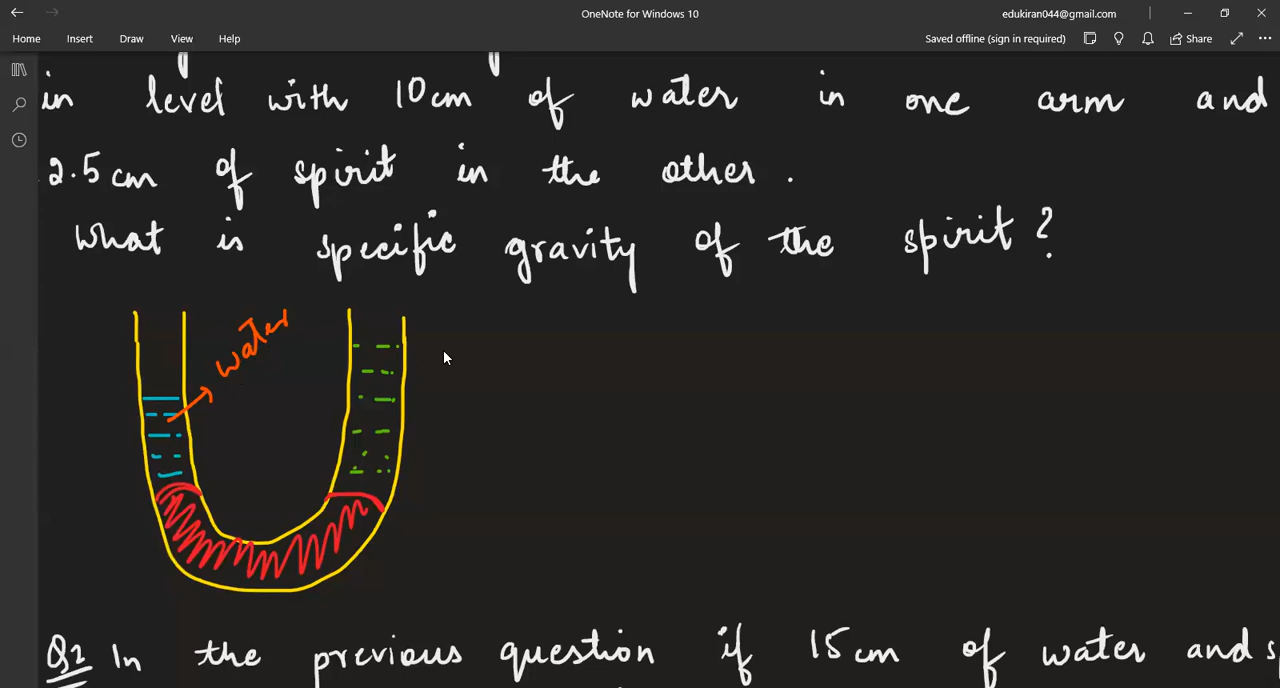 OneNote for Windows 10
edukiran044@gmail.com
Home Insert Draw View Help
Saved offline (sign in required) Share
in level with 10cm of water in one arm and
2.5cm of spirit in the other.
What is specific gravity of the spirit?
water
Q2 In the previous question if 15cm of water and